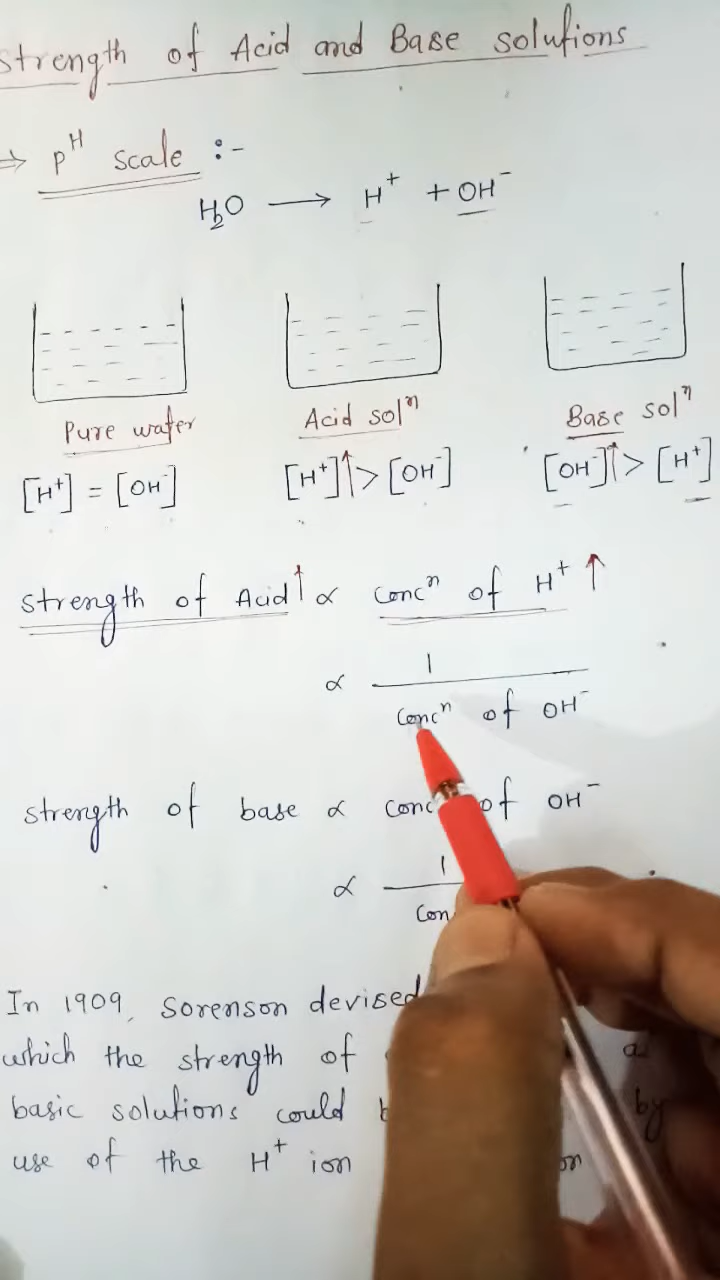 Strength of Acid and Base solutions
⇒ pᴴ scale :-
H₂O ⟶ H⁺ + OH⁻
Pure water Acid solⁿ Base solⁿ
[H⁺] = [OH⁻] [H⁺]↑ > [OH⁻] [OH⁻]↑ > [H⁺]
Strength of Acid↑ ∝ concⁿ of H⁺ ↑
∝ 1
concⁿ of OH⁻
Strength of base ∝ conc of OH⁻
∝ 1
In 1909, Sorenson devised
which the strength of
basic solutions could by
use of the H⁺ ion